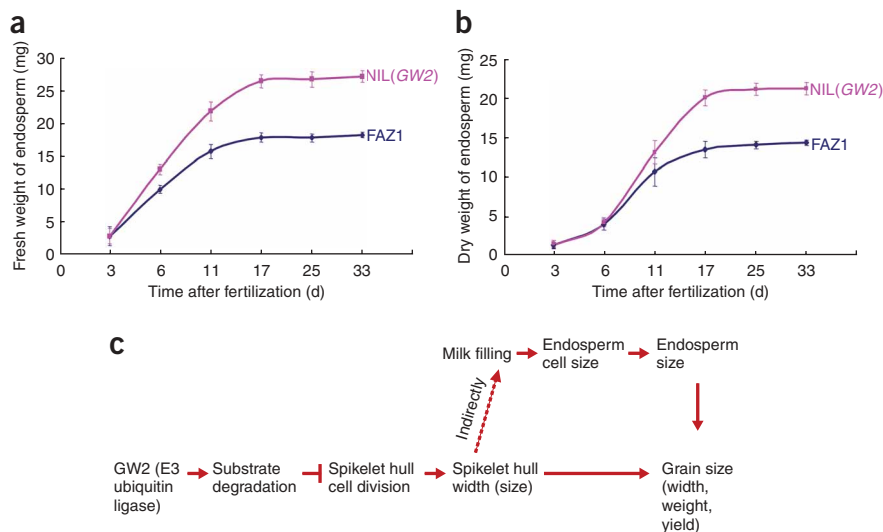 a
Fresh weight of endosperm (mg)
30
25
20
15
10
5
0
0 3 6 11 17 25 33
Time after fertilization (d)
NIL(GW2)
FAZ1
b
Dry weight of endosperm (mg)
25
20
15
10
5
0
0 3 6 11 17 25 33
Time after fertilization (d)
NIL(GW2)
FAZ1
c
Milk filling
Endosperm
cell size
Endosperm
size
Indirectly
GW2 (E3
ubiquitin
ligase)
Substrate
degradation
Spikelet hull
cell division
Spikelet hull
width (size)
Grain size
(width,
weight,
yield)